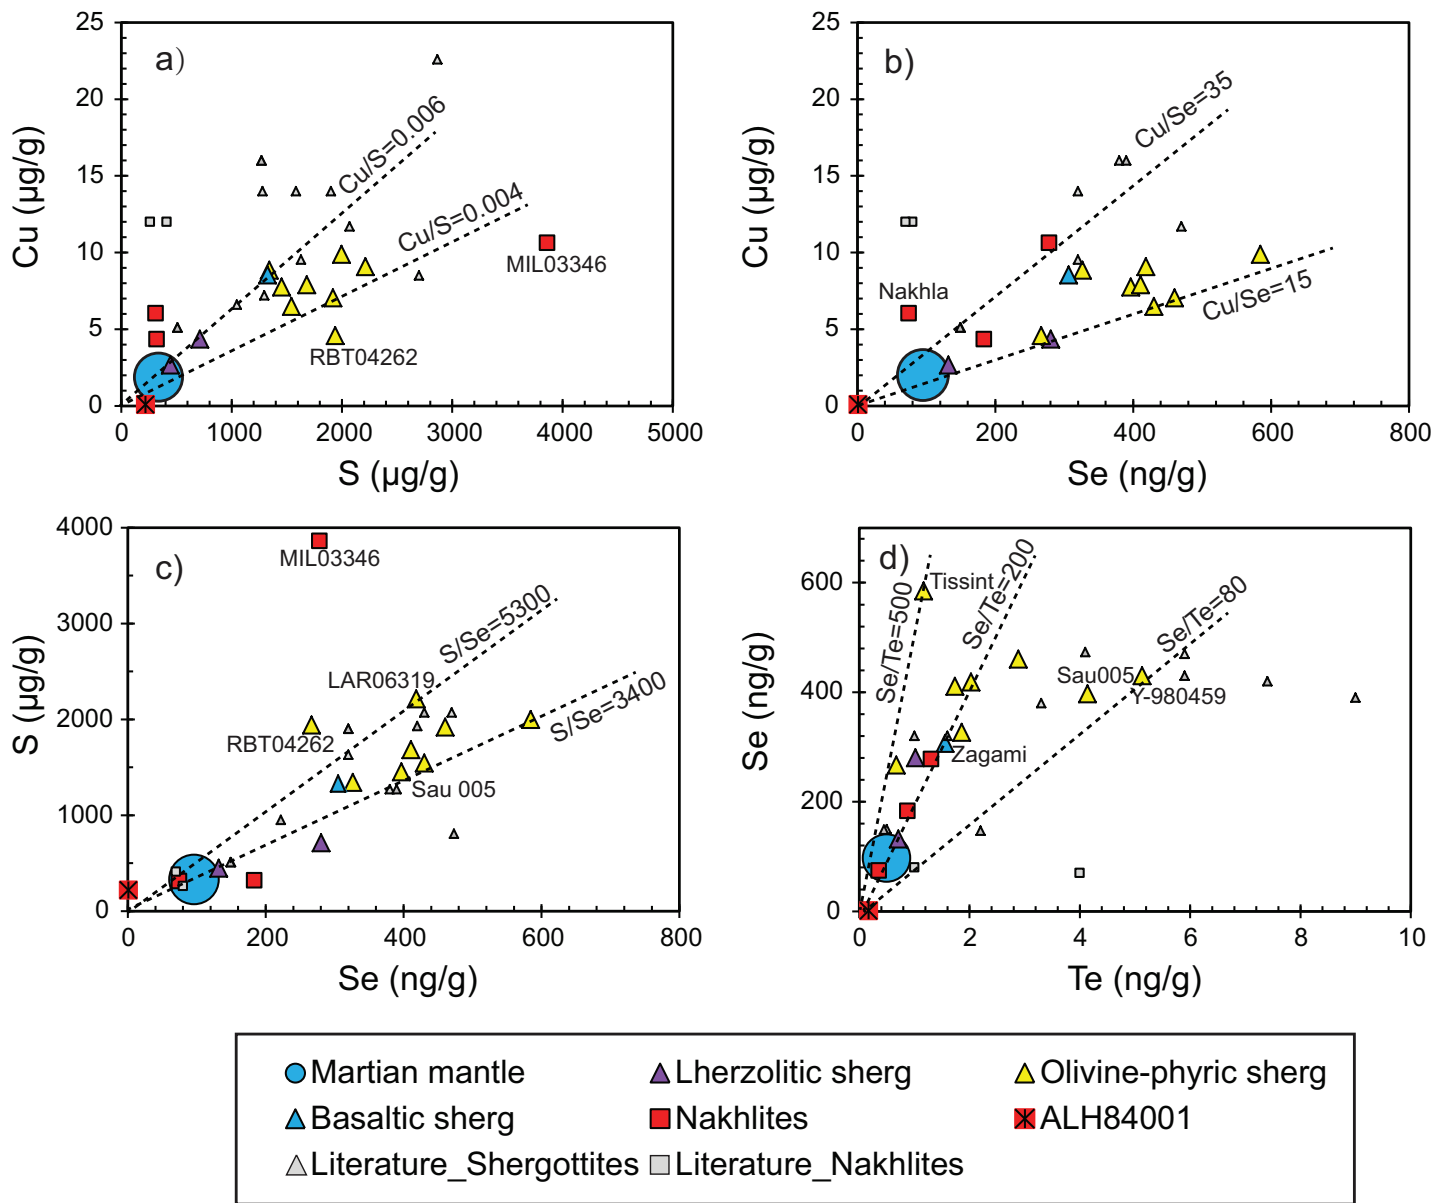 a)
25
20
15
10
5
0
Cu (µg/g)
Cu/S=0.006
Cu/S=0.004
MIL03346
RBT04262
0 1000 2000 3000 4000 5000
S (µg/g)
b)
25
20
15
10
5
0
Cu (µg/g)
Cu/Se=35
Nakhla
Cu/Se=15
0 200 400 600 800
Se (ng/g)
c)
4000
3000
2000
1000
0
S (µg/g)
MIL03346
S/Se=5300
LAR06319
RBT04262
S/Se=3400
Sau 005
0 200 400 600 800
Se (ng/g)
d)
600
400
200
0
Se (ng/g)
Se/Te=500
Tissint
Se/Te=200
Se/Te=80
Sau005
Y-980459
Zagami
0 2 4 6 8 10
Te (ng/g)
Martian mantle Lherzolitic sherg Olivine-phyric sherg
Basaltic sherg Nakhlites ALH84001
Literature_Shergottites Literature_Nakhlites